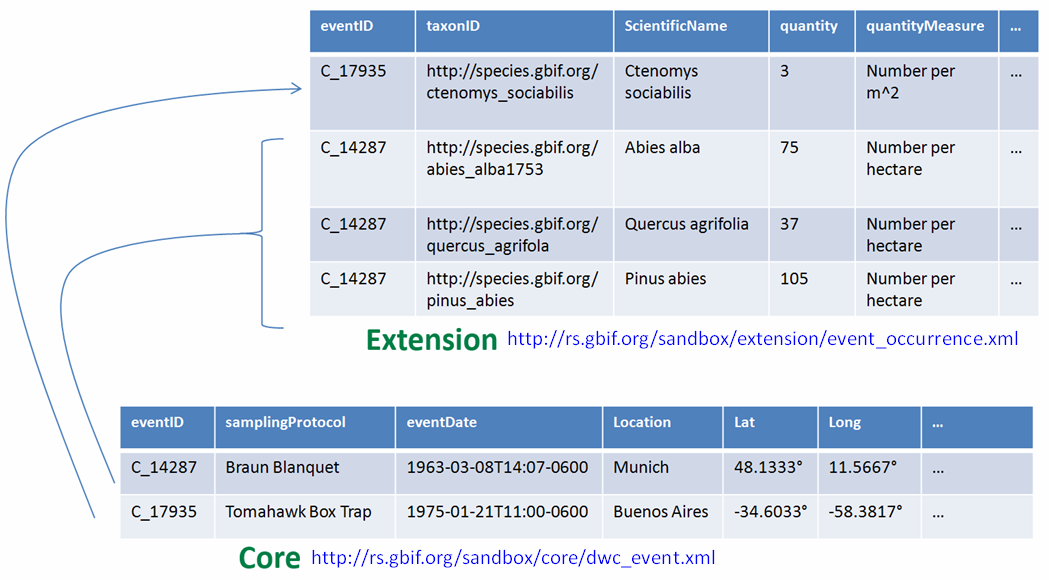 eventID taxonID ScientificName quantity quantityMeasure ...
C_17935 http://species.gbif.org/ Ctenomys 3 Number per ...
ctenomys_sociabilis sociabilis m^2
C_14287 http://species.gbif.org/ Abies alba 75 Number per ...
abies_alba1753 hectare
C_14287 http://species.gbif.org/ Quercus agrifolia 37 Number per ...
quercus_agrifola hectare
C_14287 http://species.gbif.org/ Pinus abies 105 Number per ...
pinus_abies hectare
Extension http://rs.gbif.org/sandbox/extension/event_occurrence.xml
eventID samplingProtocol eventDate Location Lat Long ...
C_14287 Braun Blanquet 1963-03-08T14:07-0600 Munich 48.1333° 11.5667° ...
C_17935 Tomahawk Box Trap 1975-01-21T11:00-0600 Buenos Aires -34.6033° -58.3817° ...
Core http://rs.gbif.org/sandbox/core/dwc_event.xml